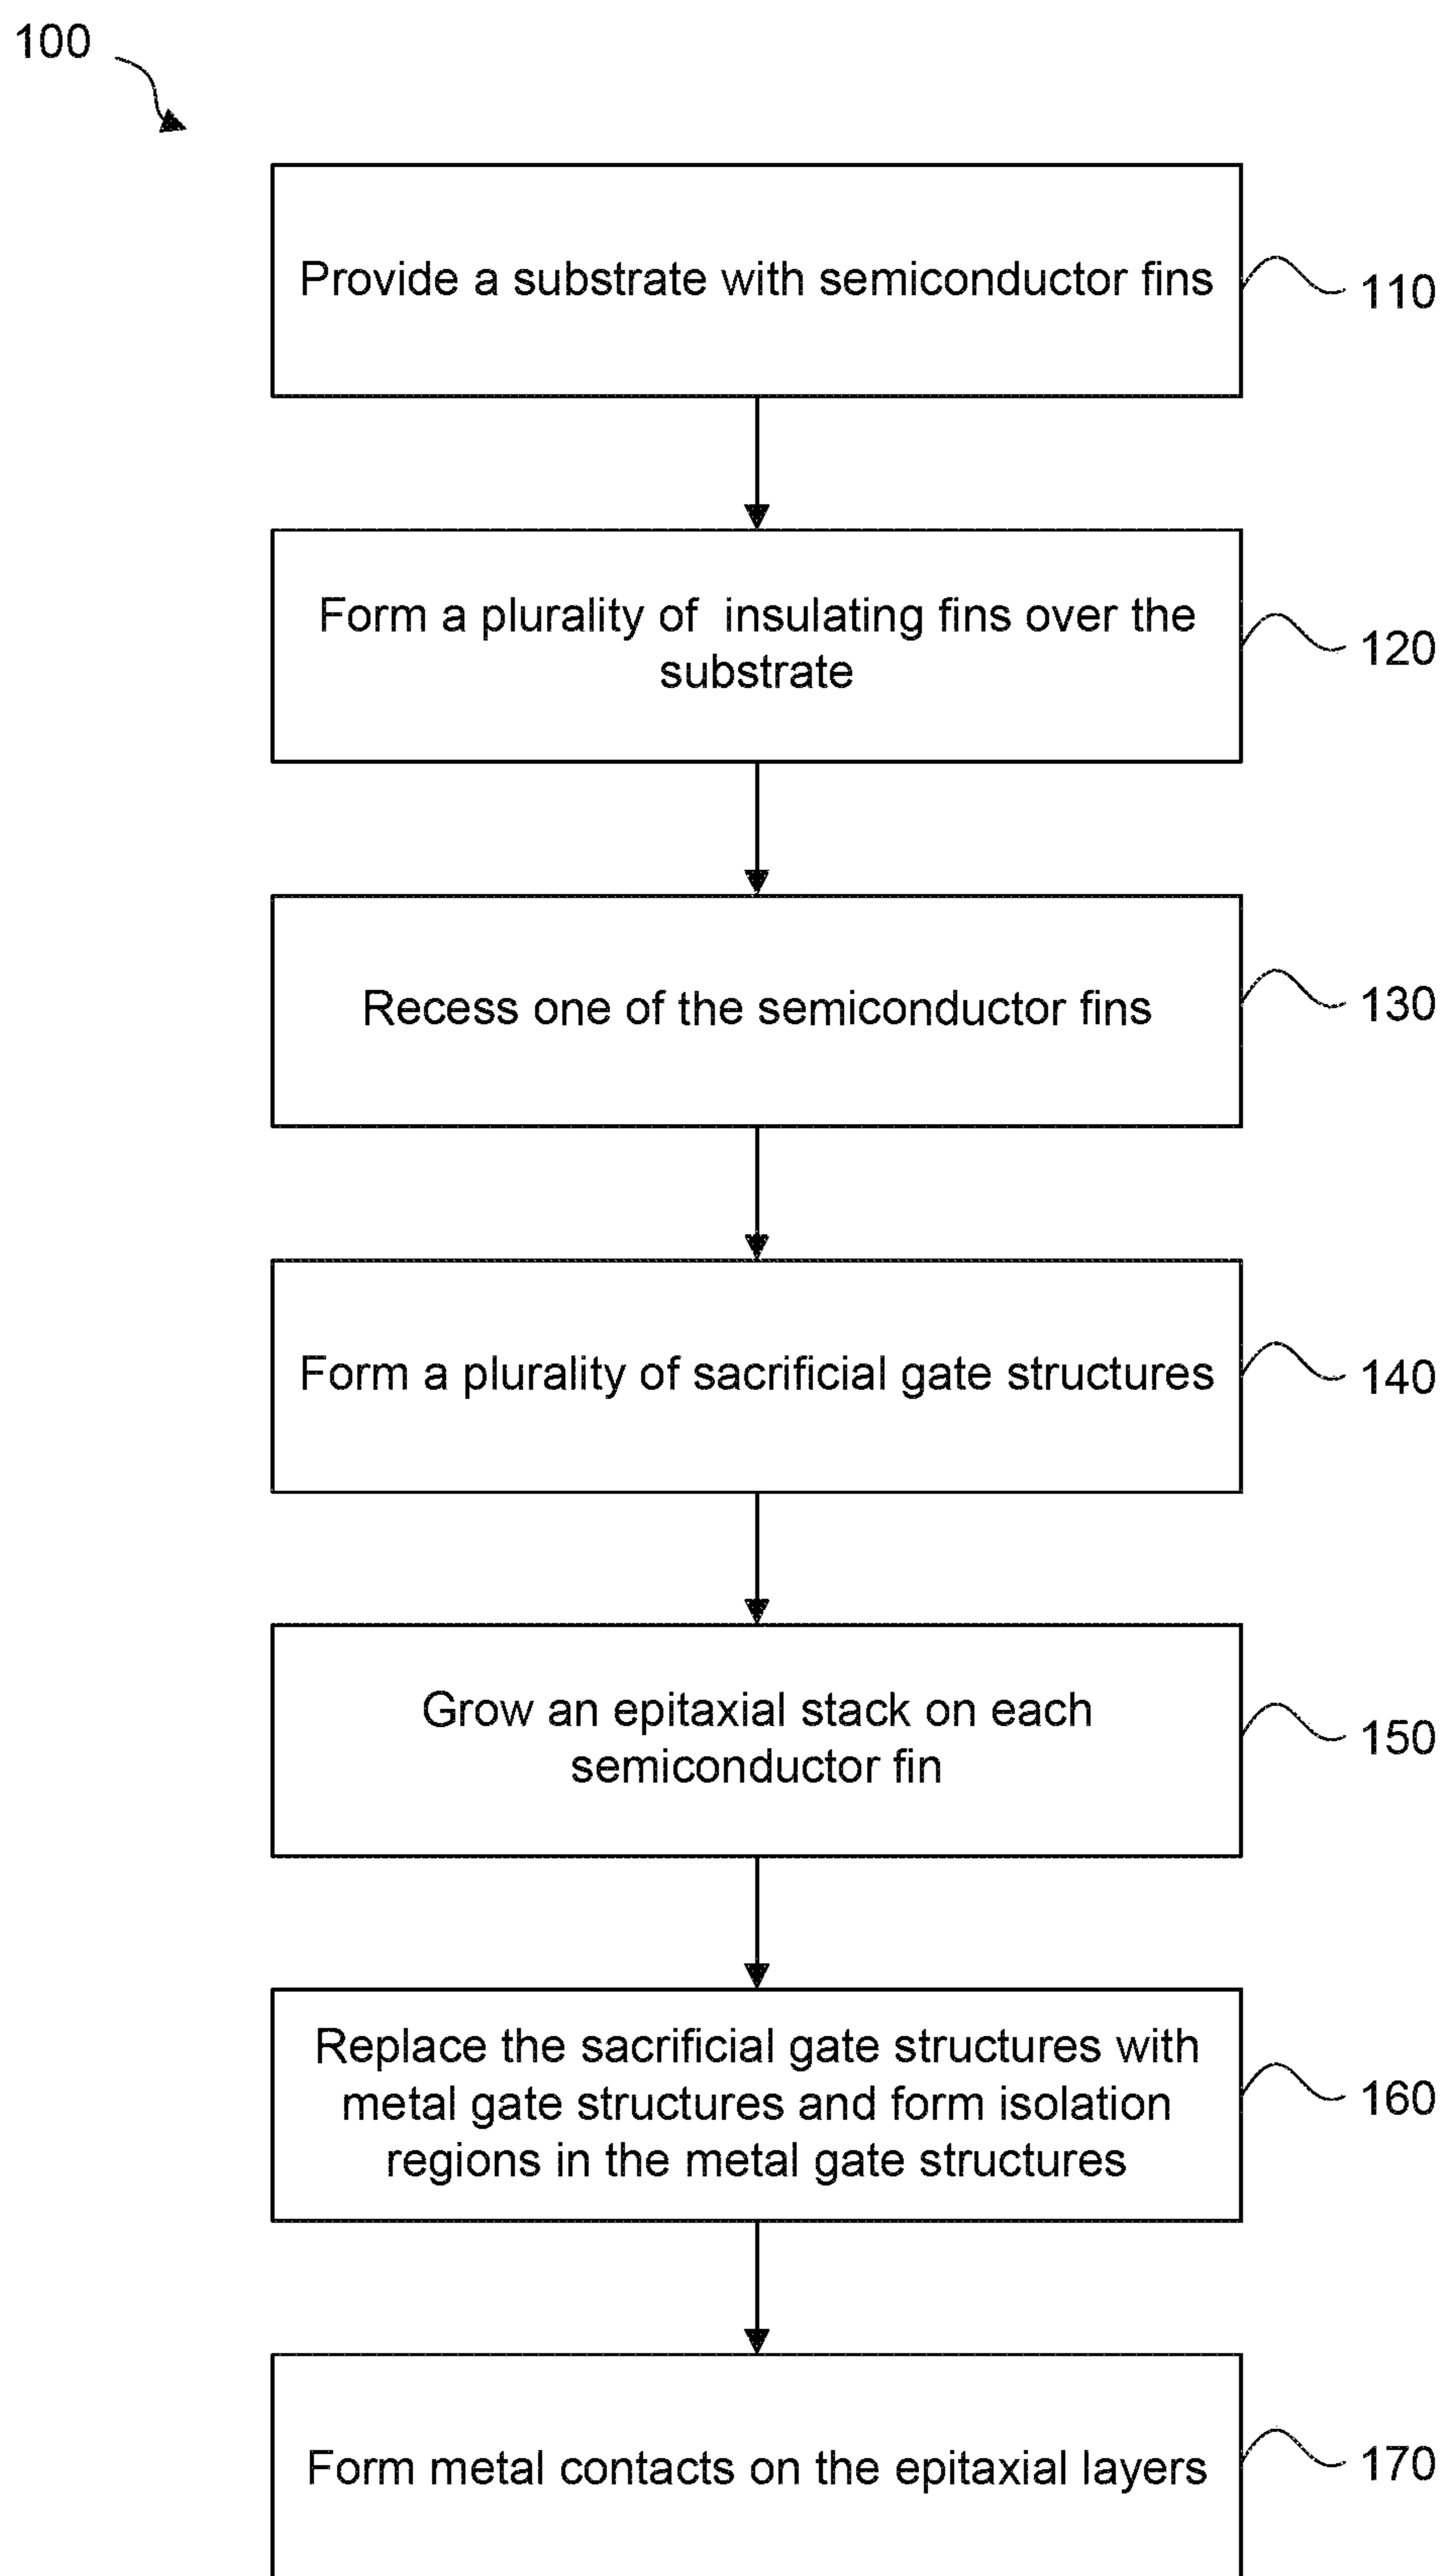 100
Provide a substrate with semiconductor fins
110
Form a plurality of  insulating fins over the
substrate
120
Recess one of the semiconductor fins
130
Form a plurality of sacrificial gate structures
140
Grow an epitaxial stack on each
semiconductor fin
150
Replace the sacrificial gate structures with
metal gate structures and form isolation
regions in the metal gate structures
160
Form metal contacts on the epitaxial layers
170